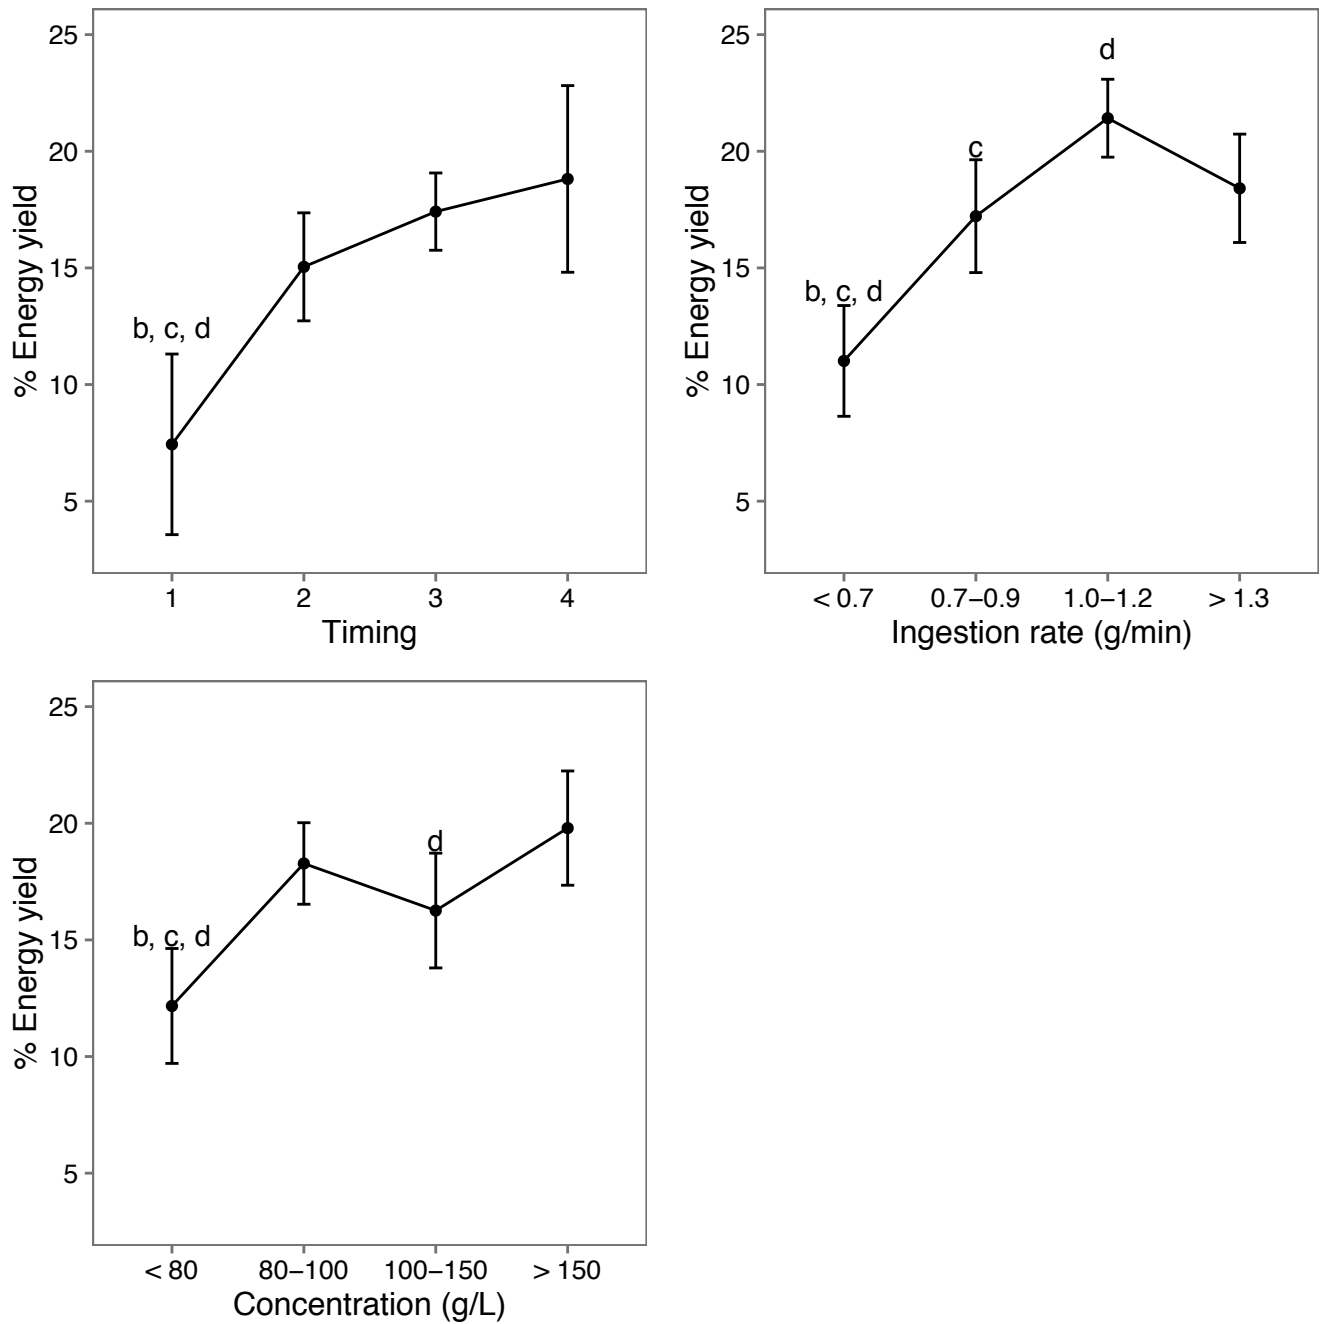 % Energy yield
25
20
15
10
5
b, c, d
1 2 3 4
Timing
% Energy yield
25
20
15
10
5
b, c, d
c
d
< 0.7 0.7–0.9 1.0–1.2 > 1.3
Ingestion rate (g/min)
% Energy yield
25
20
15
10
5
b, c, d
d
< 80 80–100 100–150 > 150
Concentration (g/L)